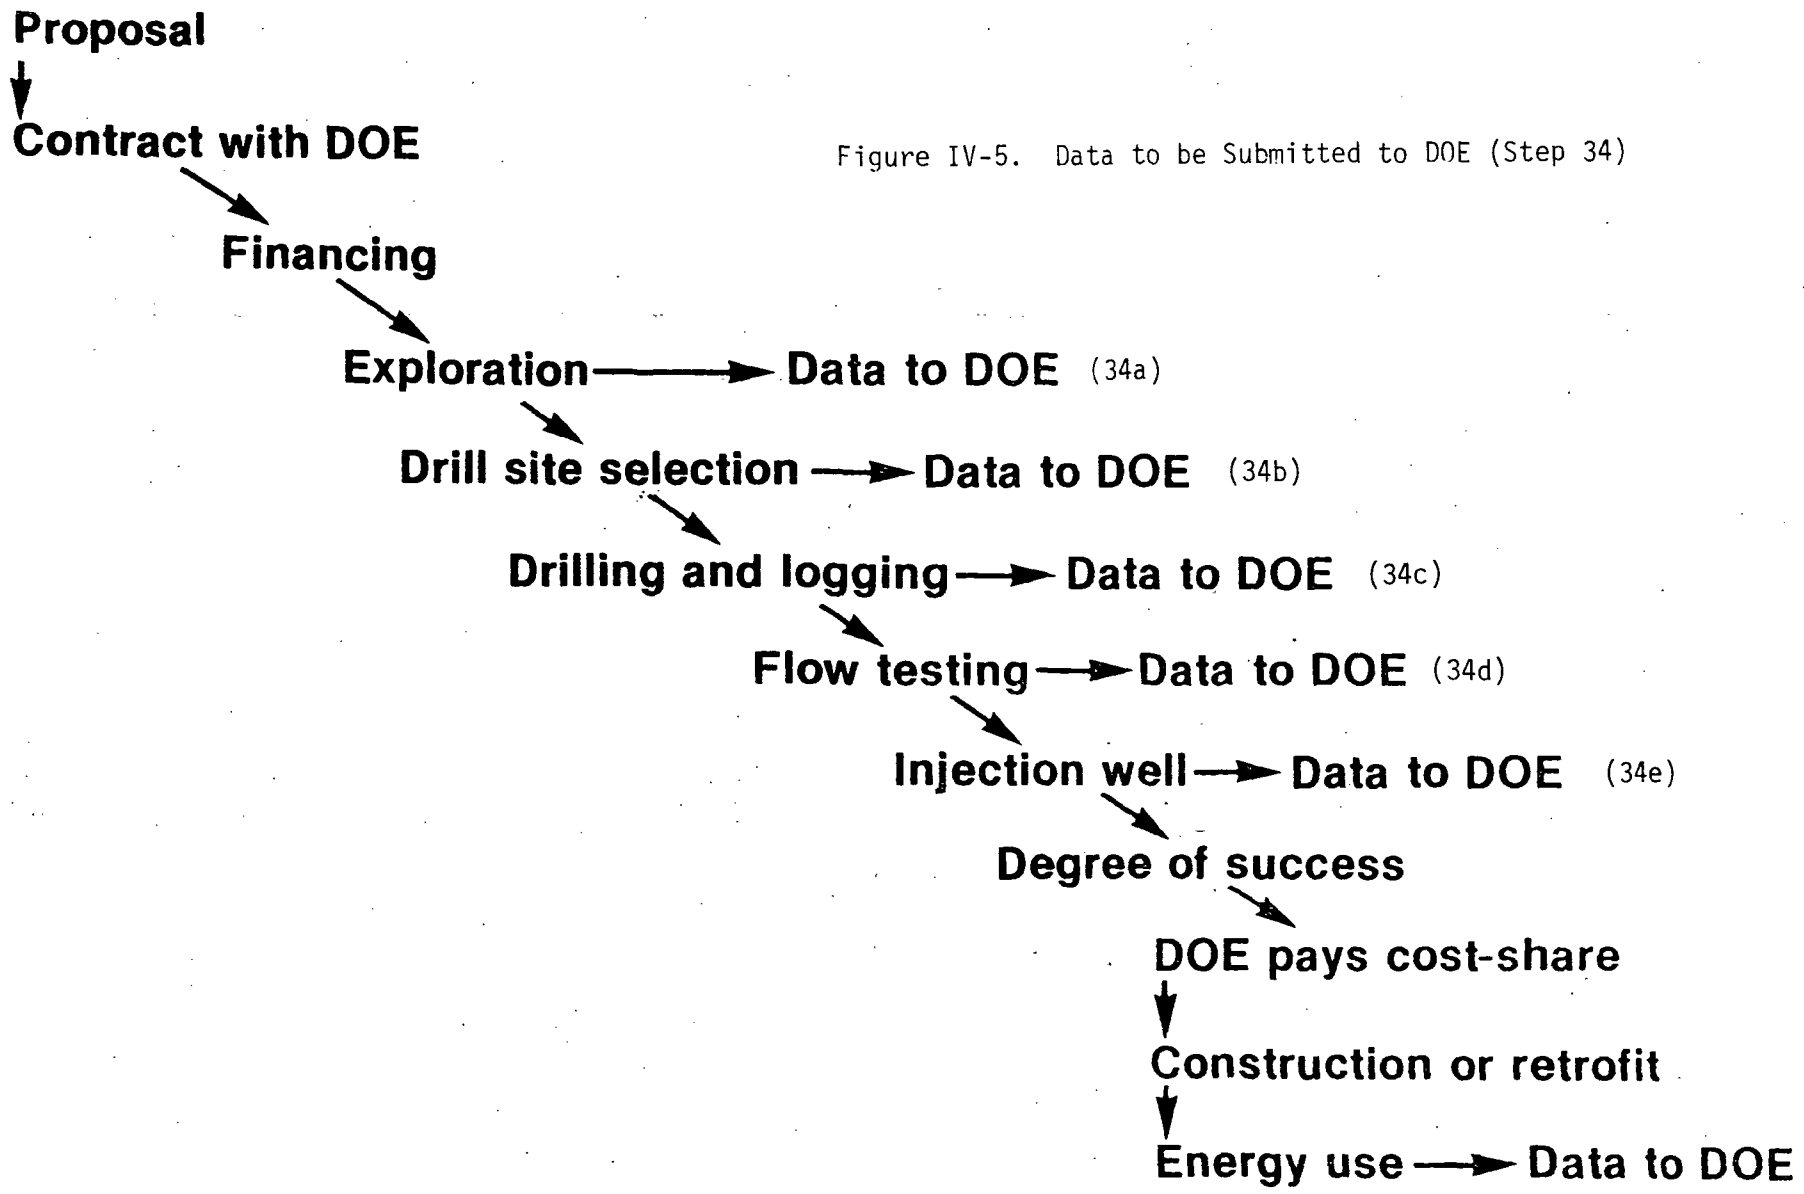 Proposal
Contract with DOE
Figure IV-5. Data to be Submitted to DOE (Step 34)
Financing
Exploration Data to DOE (34a)
Drill site selection Data to DOE (34b)
Drilling and logging Data to DOE (34c)
Flow testing Data to DOE (34d)
Injection well Data to DOE (34e)
Degree of success
DOE pays cost-share
Construction or retrofit
Energy use Data to DOE